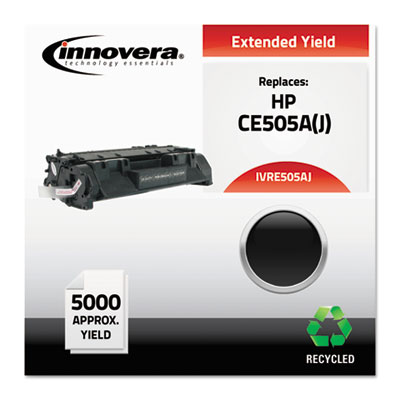 innovera®
technology essentials
Extended Yield
Replaces:
HP
CE505A(J)
IVRE505AJ
5000
APPROX.
YIELD
RECYCLED